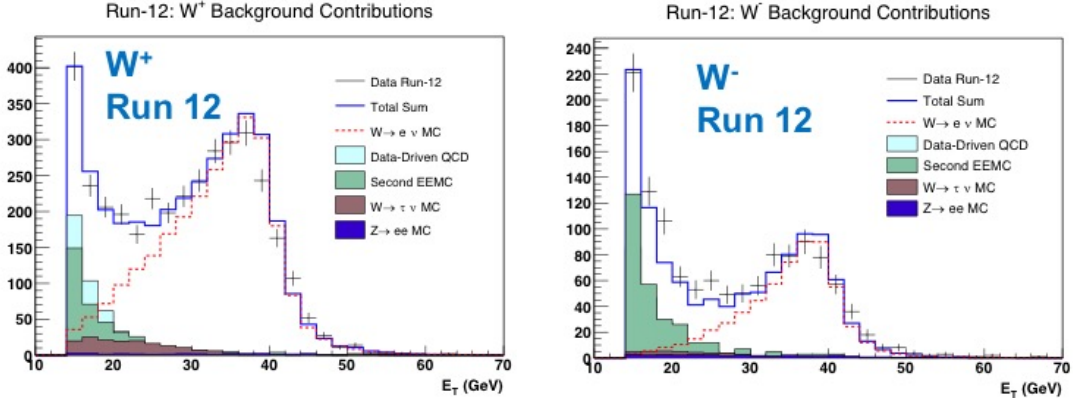 Run-12: W⁺ Background Contributions
400
350
300
250
200
150
100
50
0
W⁺
Run 12
Data Run-12
Total Sum
W→ e ν MC
Data-Driven QCD
Second EEMC
W→ τ ν MC
Z→ ee MC
10 20 30 40 50 60 70
E_T (GeV)
Run-12: W⁻ Background Contributions
240
220
200
180
160
140
120
100
80
60
40
20
0
W⁻
Run 12
Data Run-12
Total Sum
W→ e ν MC
Data-Driven QCD
Second EEMC
W→ τ ν MC
Z→ ee MC
10 20 30 40 50 60 70
E_T (GeV)